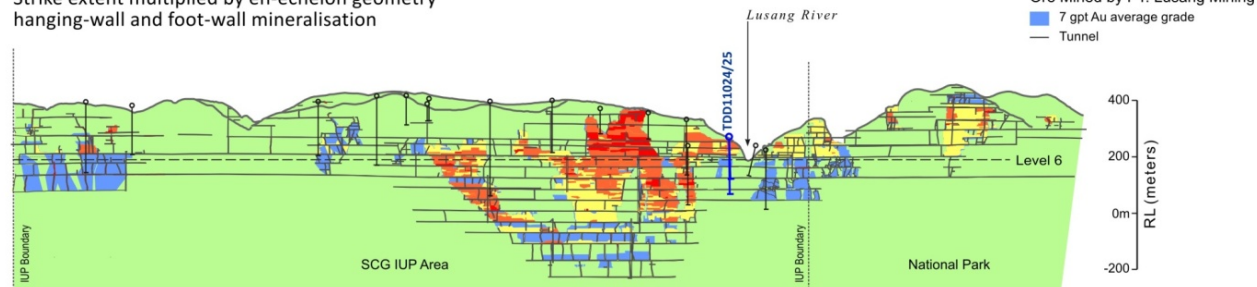 hanging-wall and foot-wall mineralisation
Lusang River
7 gpt Au average grade
Tunnel
TDD11024/25
400
200
0m
-200
RL (meters)
Level 6
IUP Boundary
SCG IUP Area
IUP Boundary
National Park